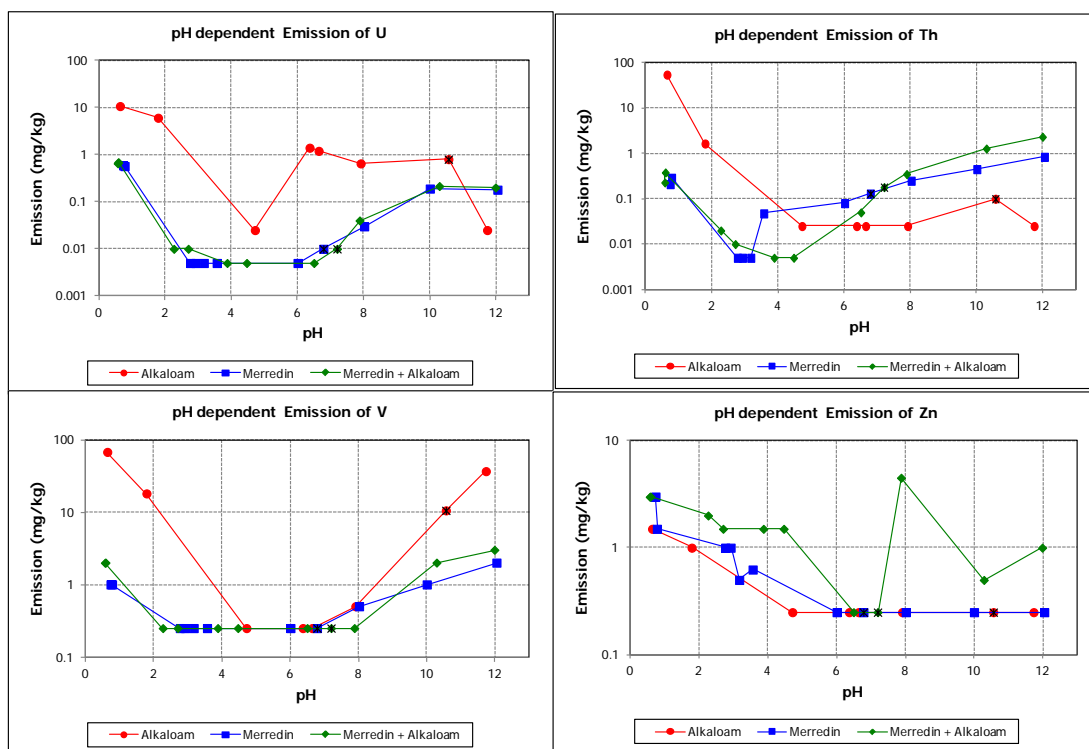 pH dependent Emission of U
Emission (mg/kg)
100
10
1
0.1
0.01
0.001
0 2 4 6 8 10 12
pH
Alkaloam Merredin Merredin + Alkaloam
pH dependent Emission of Th
Emission (mg/kg)
100
10
1
0.1
0.01
0.001
0 2 4 6 8 10 12
pH
Alkaloam Merredin Merredin + Alkaloam
pH dependent Emission of V
Emission (mg/kg)
100
10
1
0.1
0 2 4 6 8 10 12
pH
Alkaloam Merredin Merredin + Alkaloam
pH dependent Emission of Zn
Emission (mg/kg)
10
1
0.1
0 2 4 6 8 10 12
pH
Alkaloam Merredin Merredin + Alkaloam